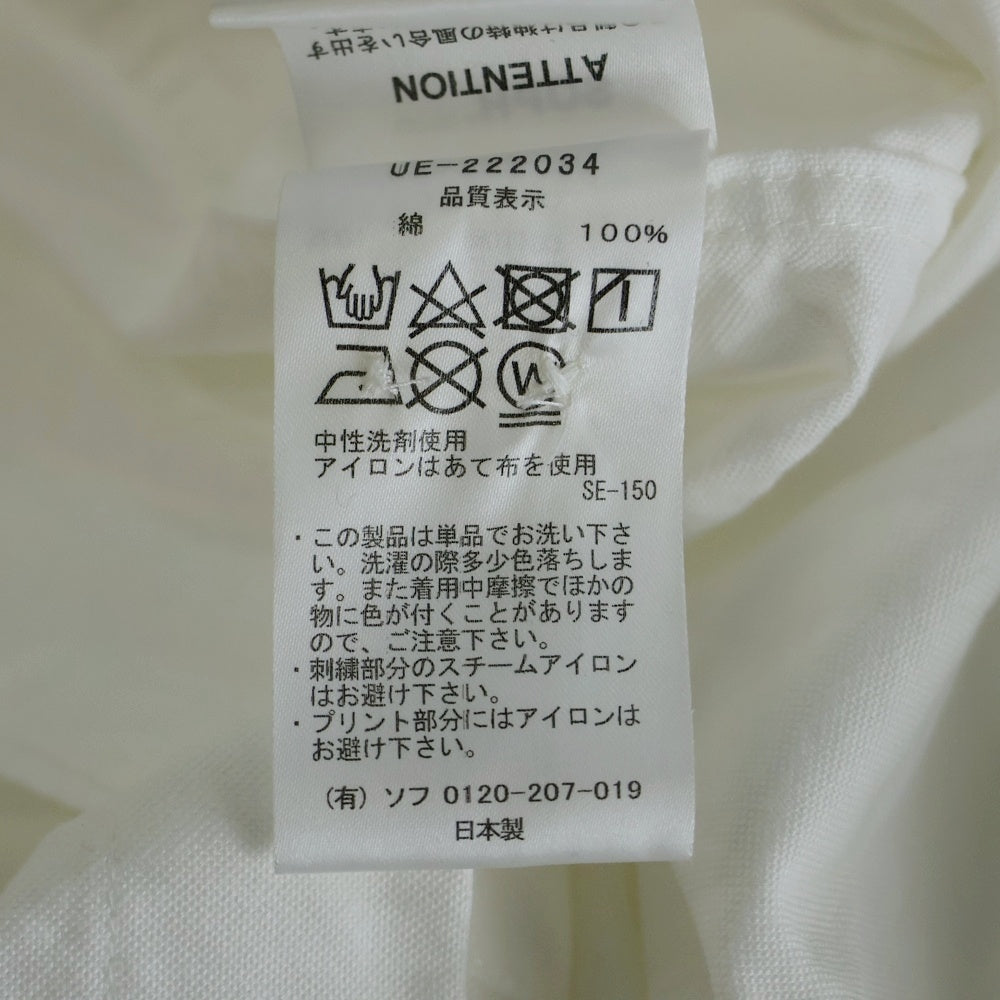 の風合いを出す
ATTENTION
UE-222034
品質表示
綿 100%
中性洗剤使用
アイロンはあて布を使用
SE-150
・この製品は単品でお洗い下さ
い。洗濯の際多少色落ちしま
す。また着用中摩擦でほかの
物に色が付くことがあります
ので、ご注意下さい。
・刺繍部分のスチームアイロン
はお避け下さい。
・プリント部分にはアイロンは
お避け下さい。
(有) ソフ 0120-207-019
日本製